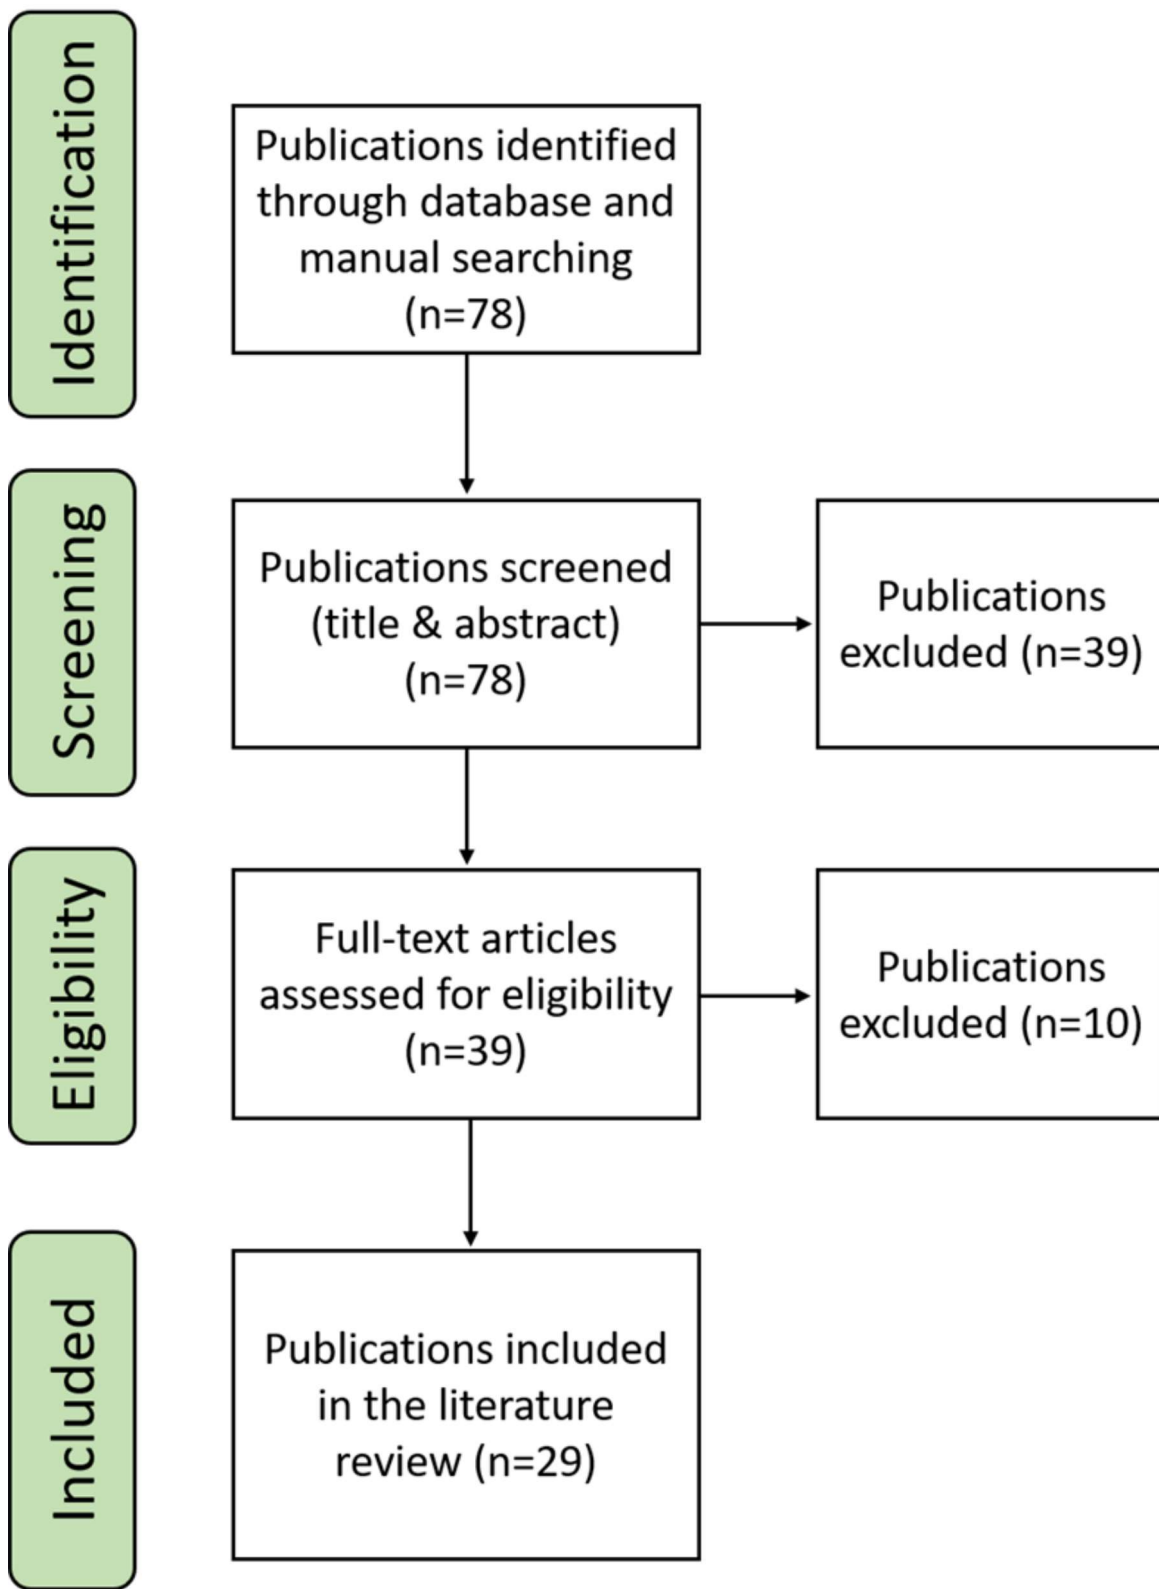 Identification
Publications identified
through database and
manual searching
(n=78)
Screening
Publications screened
(title & abstract)
(n=78)
Publications
excluded (n=39)
Eligibility
Full-text articles
assessed for eligibility
(n=39)
Publications
excluded (n=10)
Included
Publications included
in the literature
review (n=29)